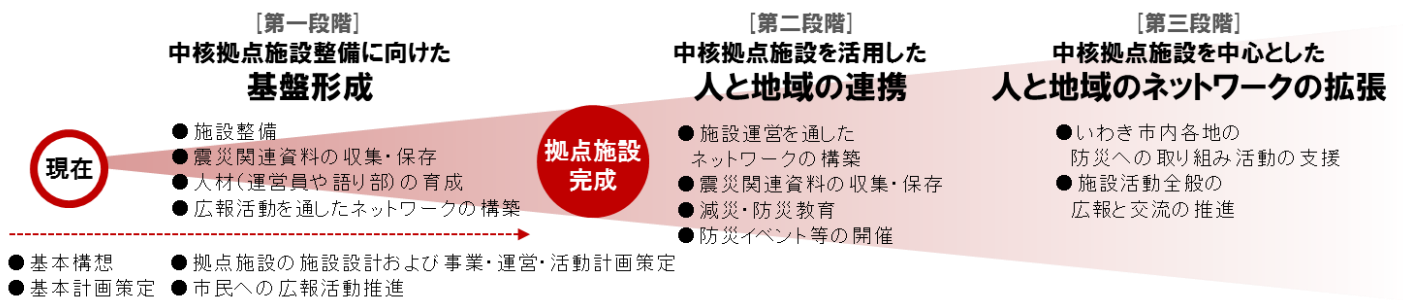 [第一段階]
中核拠点施設整備に向けた
基盤形成
現在
●施設整備
●震災関連資料の収集・保存
●人材（運営員や語り部）の育成
●広報活動を通したネットワークの構築
●基本構想
●基本計画策定
●拠点施設の施設設計および事業・運営・活動計画策定
●市民への広報活動推進
拠点施設
完成
[第二段階]
中核拠点施設を活用した
人と地域の連携
●施設運営を通した
ネットワークの構築
●震災関連資料の収集・保存
●減災・防災教育
●防災イベント等の開催
[第三段階]
中核拠点施設を中心とした
人と地域のネットワークの拡張
●いわき市内各地の
防災への取り組み活動の支援
●施設活動全般の
広報と交流の推進